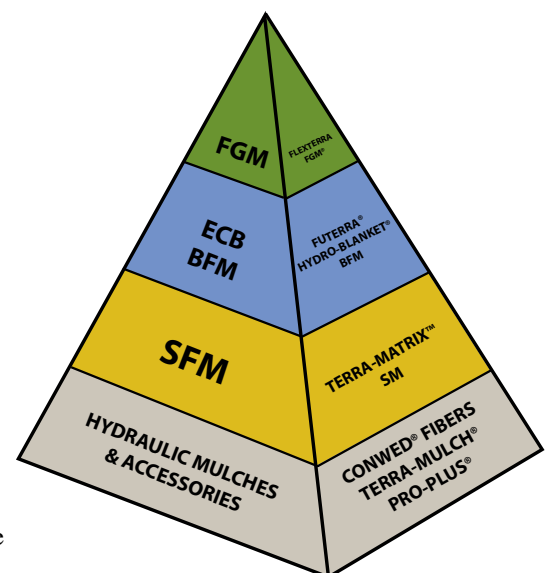 FGM
FLEXTERRA
FGM®
ECB
BFM
FUTERRA®
HYDRO-BLANKET®
BFM
SFM
TERRA-MATRIX™
SM
HYDRAULIC MULCHES
& ACCESSORIES
CONWED® FIBERS
TERRA-MULCH®
PRO-PLUS®
e